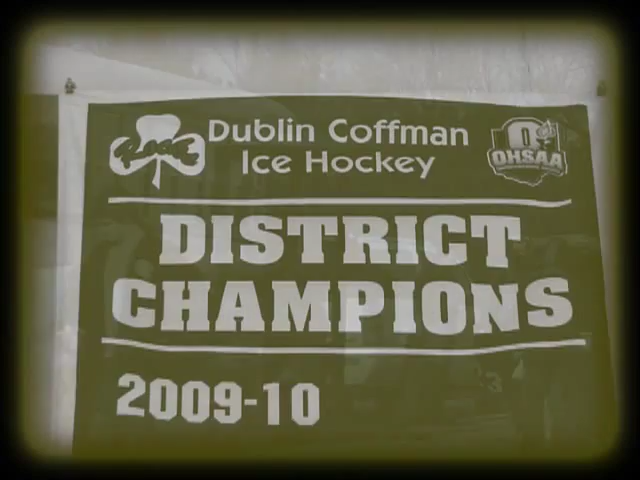 Dublin Coffman
Ice Hockey
OHSAA
DISTRICT
CHAMPIONS
2009-10